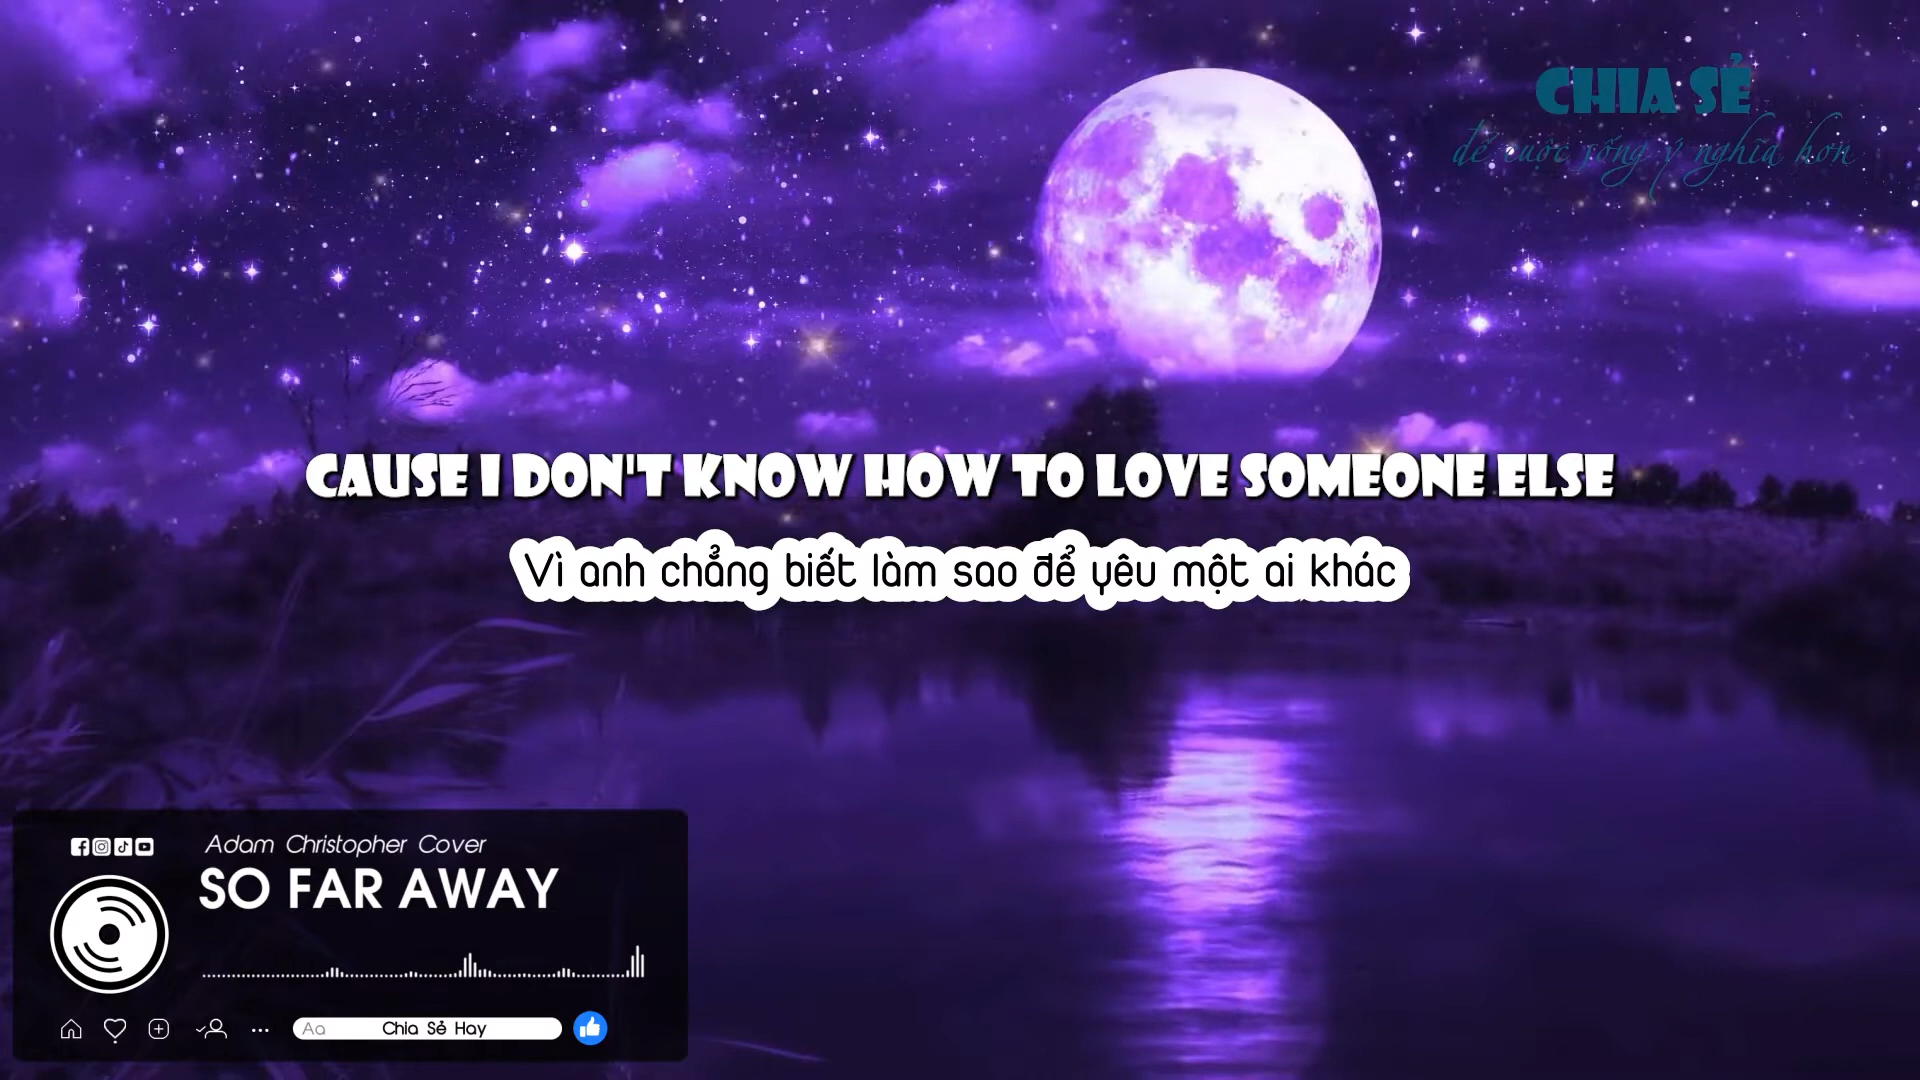 CHIA SẺ
để cuộc sống ý nghĩa hơn
CAUSE I DON'T KNOW HOW TO LOVE SOMEONE ELSE
Vì anh chẳng biết làm sao để yêu một ai khác
Adam Christopher Cover
SO FAR AWAY
Aa Chia Sẻ Hay